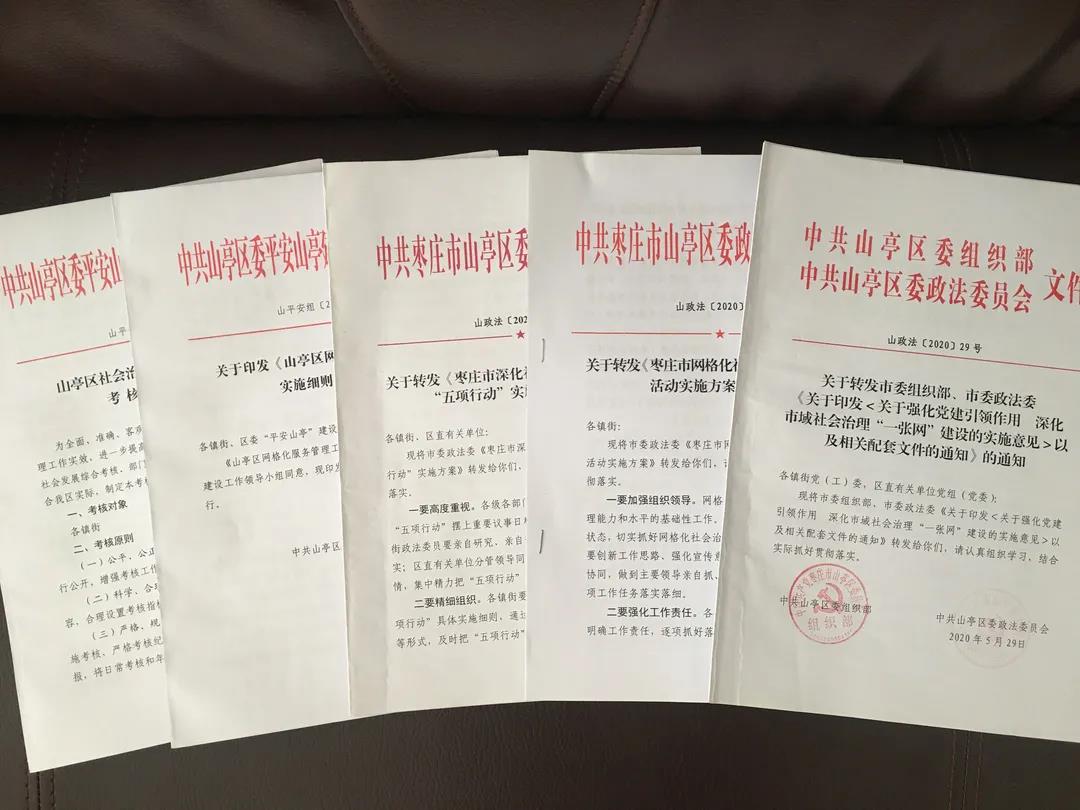 中共山亭区委平安山
山平
山亭区社会治
考核
为全面、准确、客观
理工作实效，进一步提高
社会发展综合考核、部门
合我区实际，制定本考核
一、考核对象
各镇街
二、考核原则
（一）公平、公正
行公开，增强考核工作
（二）科学、合理
容，合理设置考核指标
（三）严格、规
施考核、严格考核纪
报，将日常考核和年
中共山亭区委平安山亭建
山平安组〔2
关于印发《山亭区网
实施细则
各镇街、区委“平安山亭”建设
《山亭区网格化服务管理工
建设工作领导小组同意，现印发
行。
中共山亭区
中共枣庄市山亭区委
山政法〔202
关于转发《枣庄市深化社
“五项行动”实施
各镇街、区直有关单位：
现将市委政法委《枣庄市深
行动”实施方案》转发给你们，
落实。
一要高度重视。各级各部门
“五项行动”摆上重要议事日程
街政法委员要亲自研究、亲自
实；区直有关单位分管领导同
情，集中精力把“五项行动”
二要精细组织。各镇街要
项行动”具体实施细则，通过
等形式，及时把“五项行动”
中共枣庄市山亭区委政
山政法〔2020〕
关于转发《枣庄市网格化社
活动实施方案
各镇街：
现将市委政法委《枣庄市网
活动实施方案》转发给你们，
彻落实。
一要加强组织领导。网格
理能力和水平的基础性工作。
状态，切实抓好网格化社会治
要创新工作思路、强化宣传
协同，做到主要领导亲自抓、
项工作任务落实落细。
二要强化工作责任。各
明确工作责任，逐项抓好落
中共山亭区委组织部
中共山亭区委政法委员会 文件
山政法〔2020〕29号
关于转发市委组织部、市委政法委
《关于印发<关于强化党建引领作用 深化
市域社会治理“一张网”建设的实施意见>以
及相关配套文件的通知》的通知
各镇街党（工）委，区直有关单位党组（党委）：
现将市委组织部、市委政法委《关于印发<关于强化党建
引领作用 深化市域社会治理“一张网”建设的实施意见>以
及相关配套文件的通知》转发给你们，请认真组织学习，结合
实际抓好贯彻落实。
中共山亭区委组织部
组织部
中共山亭区委政法委员会
2020年5月29日